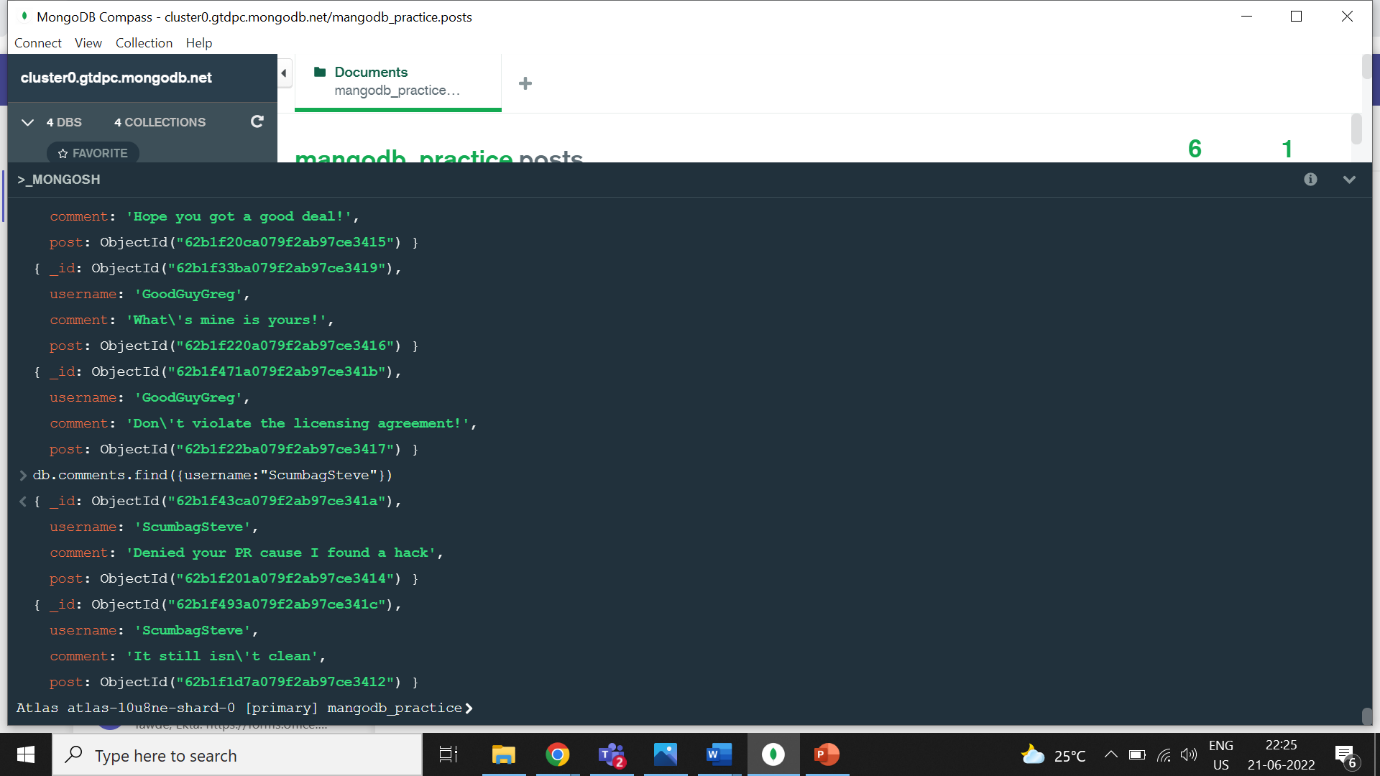 MongoDB Compass - cluster0.gtdpc.mongodb.net/mangodb_practice.posts
Connect View Collection Help
cluster0.gtdpc.mongodb.net
Documents
mangodb_practice...
4 DBS 4 COLLECTIONS
FAVORITE
mangodb_practice.posts
6 1
>_MONGOSH
comment: 'Hope you got a good deal!',
post: ObjectId("62b1f20ca079f2ab97ce3415") }
{ _id: ObjectId("62b1f33ba079f2ab97ce3419"),
username: 'GoodGuyGreg',
comment: 'What\'s mine is yours!',
post: ObjectId("62b1f220a079f2ab97ce3416") }
{ _id: ObjectId("62b1f471a079f2ab97ce341b"),
username: 'GoodGuyGreg',
comment: 'Don\'t violate the licensing agreement!',
post: ObjectId("62b1f22ba079f2ab97ce3417") }
> db.comments.find({username:"ScumbagSteve"})
< { _id: ObjectId("62b1f43ca079f2ab97ce341a"),
username: 'ScumbagSteve',
comment: 'Denied your PR cause I found a hack',
post: ObjectId("62b1f201a079f2ab97ce3414") }
{ _id: ObjectId("62b1f493a079f2ab97ce341c"),
username: 'ScumbagSteve',
comment: 'It still isn\'t clean',
post: ObjectId("62b1f1d7a079f2ab97ce3412") }
Atlas atlas-10u8ne-shard-0 [primary] mangodb_practice>
Type here to search
T 2
W
P
25°C
ENG
US
22:25
21-06-2022
6